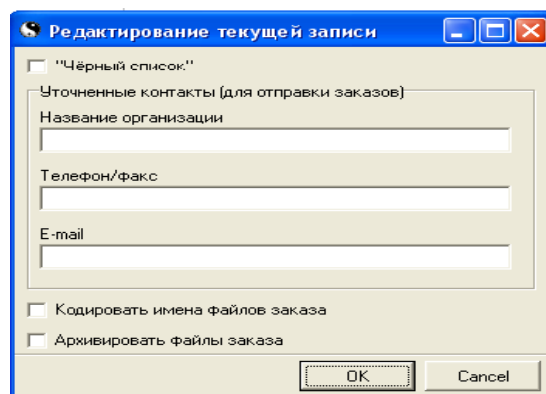 Редактирование текущей записи
"Чёрный список"
Уточненные контакты (для отправки заказов)
Название организации
Телефон/факс
E-mail
Кодировать имена файлов заказа
Архивировать файлы заказа
OK Cancel